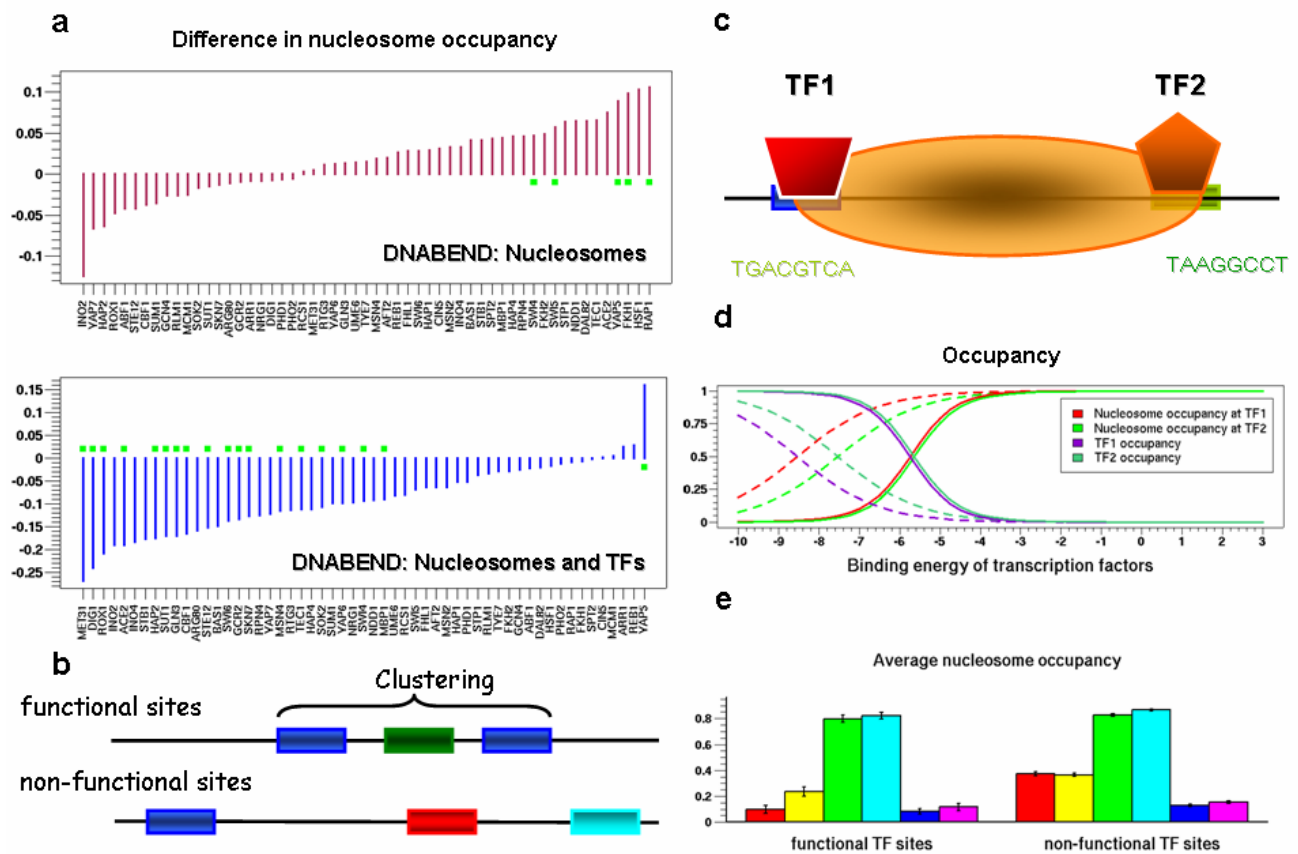 a
Difference in nucleosome occupancy
0.1
0.05
0
-0.05
-0.1
DNABEND: Nucleosomes
INO2 YAP7 HAP2 ROX1 ABF1 STE12 CBF1 SUM1 GCN4 RLM1 MCM1 SOK2 SUT1 SKN7 ARG80 GCR2 ARR1 NRG1 DIG1 PHD1 PHO2 RCS1 MET31 RTG3 YAP6 GLN3 UME6 TYE7 MSN4 AFT2 REB1 FHL1 SWI6 HAP1 CIN5 MSN2 INO4 BAS1 STB1 SPT2 MBP1 HAP4 RPN4 SWI4 FKH2 SWI5 STP1 NDD1 DAL82 TEC1 ACE2 YAP5 FKH1 HSF1 RAP1
0.15
0.1
0.05
0
-0.05
-0.1
-0.15
-0.2
-0.25
DNABEND: Nucleosomes and TFs
MET31 DIG1 ROX1 INO2 ACE2 INO4 STB1 HAP2 SUT1 GLN3 CBF1 ARG80 STE12 BAS1 SWI6 GCR2 SKN7 RPN4 YAP7 MSN4 RTG3 TEC1 HAP4 SOK2 SUM1 YAP6 NRG1 SWI4 NDD1 MBP1 UME6 RCS1 SWI5 FHL1 AFT2 MSN2 HAP1 PHD1 STP1 RLM1 TYE7 FKH2 GCN4 ABF1 DAL82 HSF1 PHO2 RAP1 FKH1 SPT2 CIN5 MCM1 ARR1 REB1 YAP5
b
Clustering
functional sites
non-functional sites
c
TF1
TF2
TGACGTCA
TAAGGCCT
d
Occupancy
1
0.75
0.5
0.25
0
Nucleosome occupancy at TF1
Nucleosome occupancy at TF2
TF1 occupancy
TF2 occupancy
-10 -9 -8 -7 -6 -5 -4 -3 -2 -1 0 1 2 3
Binding energy of transcription factors
e
Average nucleosome occupancy
0.8
0.6
0.4
0.2
0
functional TF sites
non-functional TF sites